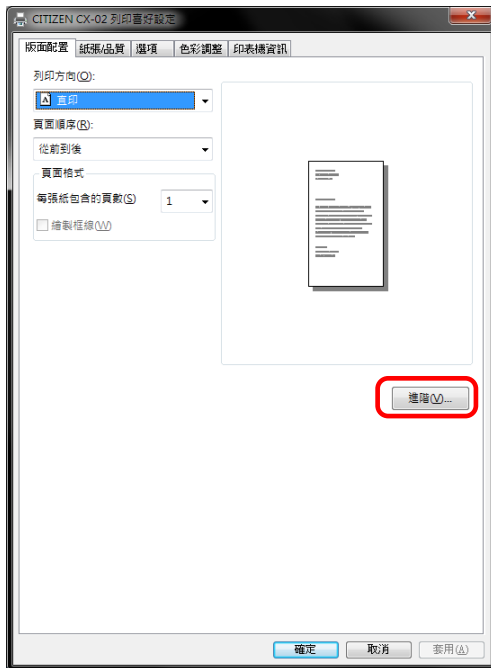 CITIZEN CX-02 列印喜好設定
版面配置 紙張/品質 選項 色彩調整 印表機資訊
列印方向(O):
A 直印
頁面順序(R):
從前到後
頁面格式
每張紙包含的頁數(S) 1
繪製框線(W)
進階(V)...
確定 取消 套用(A)